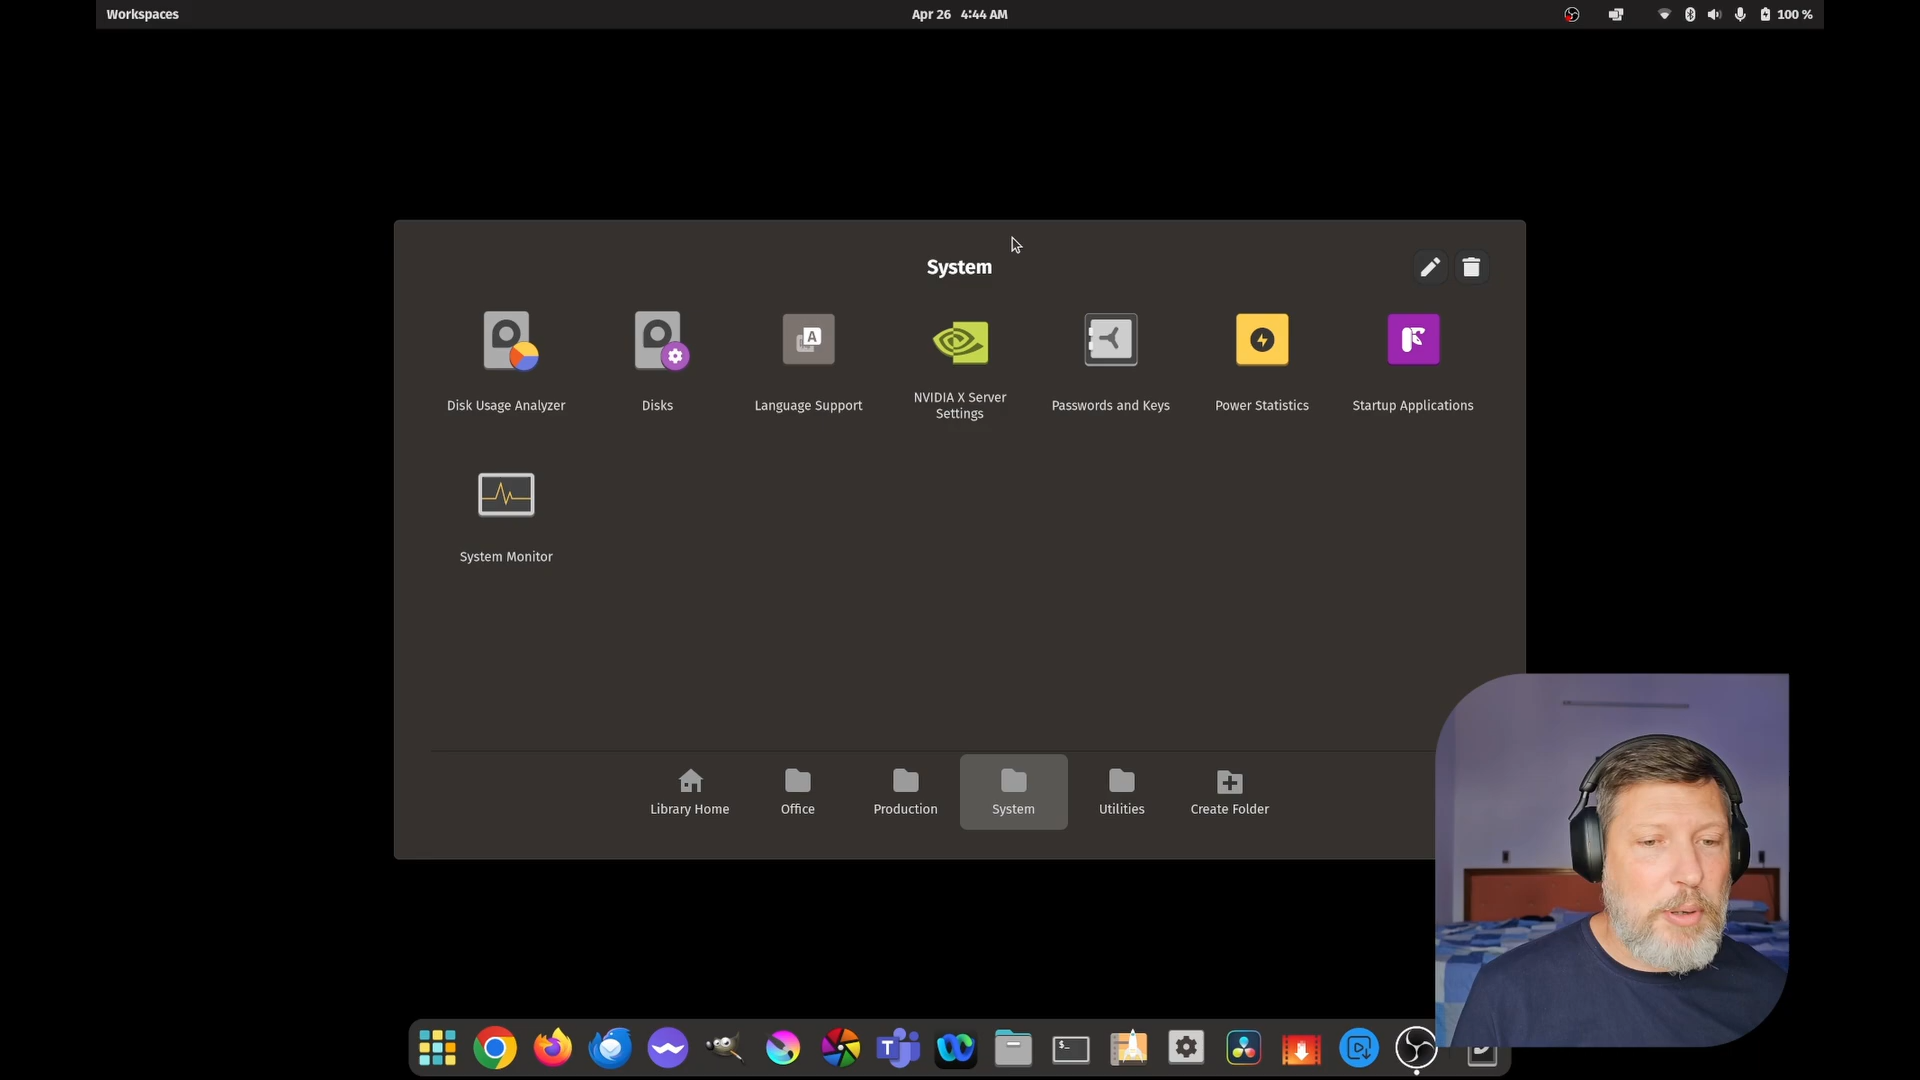 Workspaces
Apr 26 4:44 AM
100 %
System
Disk Usage Analyzer
Disks
Language Support
NVIDIA X Server
Settings
Passwords and Keys
Power Statistics
Startup Applications
System Monitor
Library Home
Office
Production
System
Utilities
Create Folder